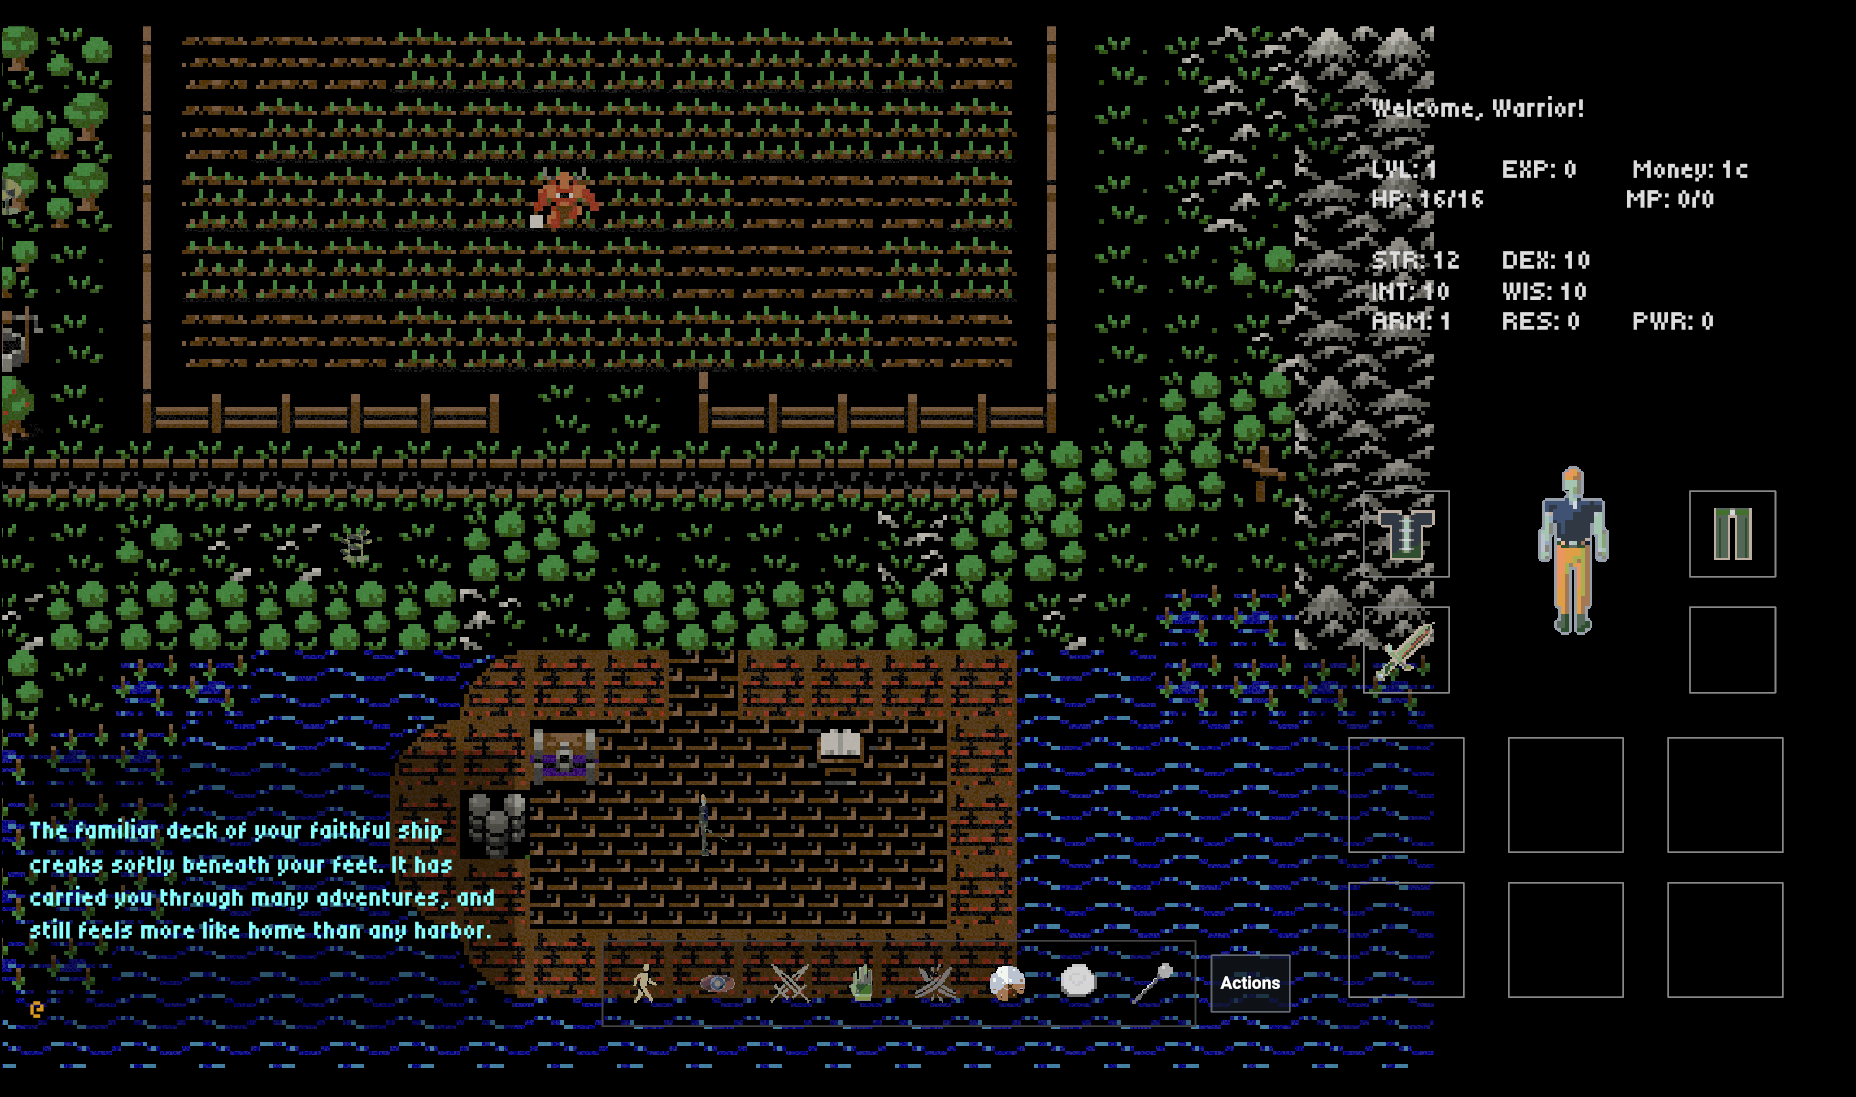 Welcome, Warrior!
LVL: 1 EXP: 0 Money: 1c
HP: 16/16 MP: 0/0
STR: 12 DEX: 10
INT: 10 WIS: 10
ARM: 1 RES: 0 PWR: 0
The familiar deck of your faithful ship
creaks softly beneath your feet. It has
carried you through many adventures, and
still feels more like home than any harbor.
Actions
e